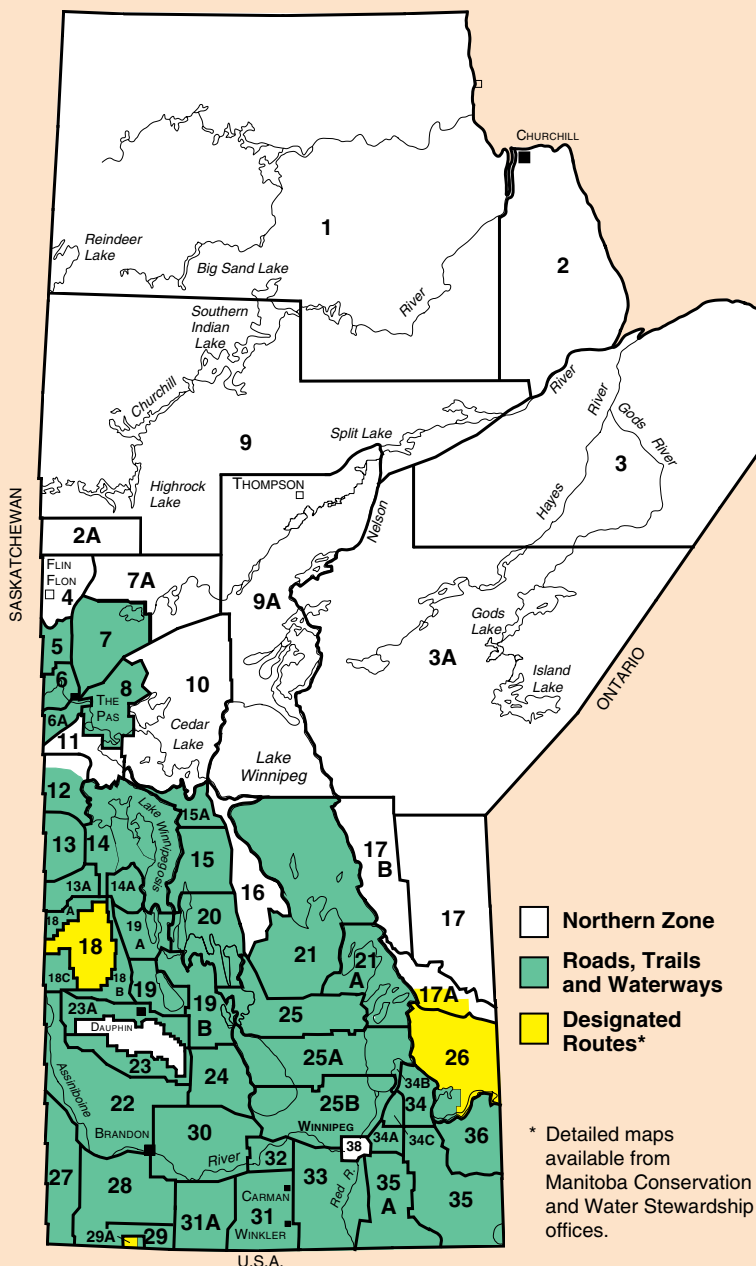 CHURCHILL
1
Reindeer
Lake
Big Sand Lake
River
2
Southern
Indian
Lake
Churchill
River
River
Gods
River
Split Lake
9
3
Highrock
Lake
THOMPSON
Nelson
Hayes
SASKATCHEWAN
2A
FLIN
FLON
4
7A
9A
Gods
Lake
3A
Island
Lake
ONTARIO
5
7
6
8
THE
PAS
10
6A
11
Cedar
Lake
Lake
Winnipeg
12
Lake Winnipegosis
15A
13
14
15
17
B
16
13A
14A
17
18
A
18
19
A
20
21
21
A
18C
18
B
19
19
B
17A
23A
DAUPHIN
25
23
25A
26
24
34B
34
22
25B
Assiniboine
BRANDON
30
WINNIPEG
34A
34C
36
River
32
38
27
28
33
Red R.
35
A
35
31A
CARMAN
31
WINKLER
29A
29
U.S.A.
Northern Zone
Roads, Trails
and Waterways
Designated
Routes*
* Detailed maps
available from
Manitoba Conservation
and Water Stewardship
offices.